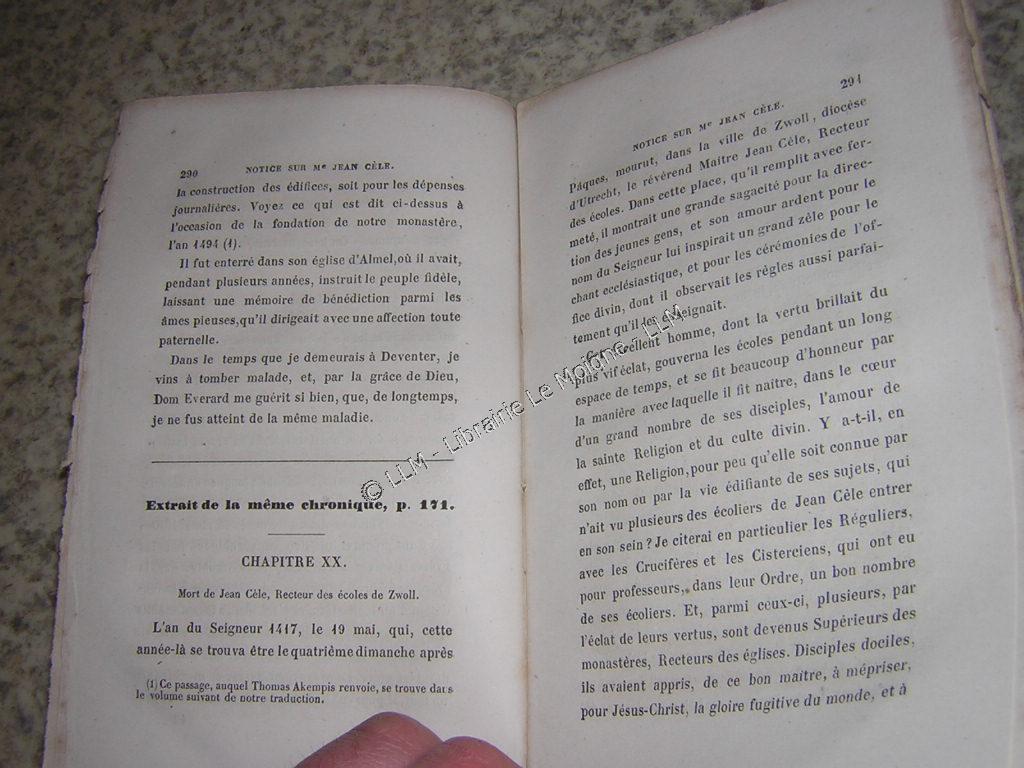 290 NOTICE SUR Me JEAN CÈLE.
la construction des édifices, soit pour les dépenses
journalières. Voyez ce qui est dit ci-dessus à
l'occasion de la fondation de notre monastère,
l'an 1494 (1).
Il fut enterré dans son église d'Almel,où il avait,
pendant plusieurs années, instruit le peuple fidèle,
laissant une mémoire de bénédiction parmi les
âmes pieuses,qu'il dirigeait avec une affection toute
paternelle.
Dans le temps que je demeurais à Deventer, je
vins à tomber malade, et, par la grâce de Dieu,
Dom Everard me guérit si bien, que, de longtemps,
je ne fus atteint de la même maladie.
Extrait de la même chronique, p. 171.
CHAPITRE XX.
Mort de Jean Cèle, Recteur des écoles de Zwoll.
L'an du Seigneur 1417, le 19 mai, qui, cette
année-là se trouva être le quatrième dimanche après
(1) Ce passage, auquel Thomas Akempis renvoie, se trouve dans
le volume suivant de notre traduction.
NOTICE SUR Me JEAN CÈLE. 291
Pâques, mourut, dans la ville de Zwoll, diocèse
d'Utrecht, le révérend Maître Jean Cèle, Recteur
des écoles. Dans cette place, qu'il remplit avec fer-
meté, il montrait une grande sagacité pour la direc-
tion des jeunes gens, et son amour ardent pour le
nom du Seigneur lui inspirait un grand zèle pour le
chant ecclésiastique, et pour les cérémonies de l'of-
fice divin, dont il observait les règles aussi parfai-
tement qu'il les enseignait.
Cet excellent homme, dont la vertu brillait du
plus vif éclat, gouverna les écoles pendant un long
espace de temps, et se fit beaucoup d'honneur par
la manière avec laquelle il fit naître, dans le cœur
d'un grand nombre de ses disciples, l'amour de
la sainte Religion et du culte divin. Y a-t-il, en
effet, une Religion, pour peu qu'elle soit connue par
son nom ou par la vie édifiante de ses sujets, qui
n'ait vu plusieurs des écoliers de Jean Cèle entrer
en son sein? Je citerai en particulier les Réguliers,
avec les Crucifères et les Cisterciens, qui ont eu
pour professeurs, dans leur Ordre, un bon nombre
de ses écoliers. Et, parmi ceux-ci, plusieurs, par
l'éclat de leurs vertus, sont devenus Supérieurs des
monastères, Recteurs des églises. Disciples dociles,
ils avaient appris, de ce bon maître, à mépriser,
pour Jésus-Christ, la gloire fugitive du monde, et à
© LLM - Librairie Le Moione - LLM